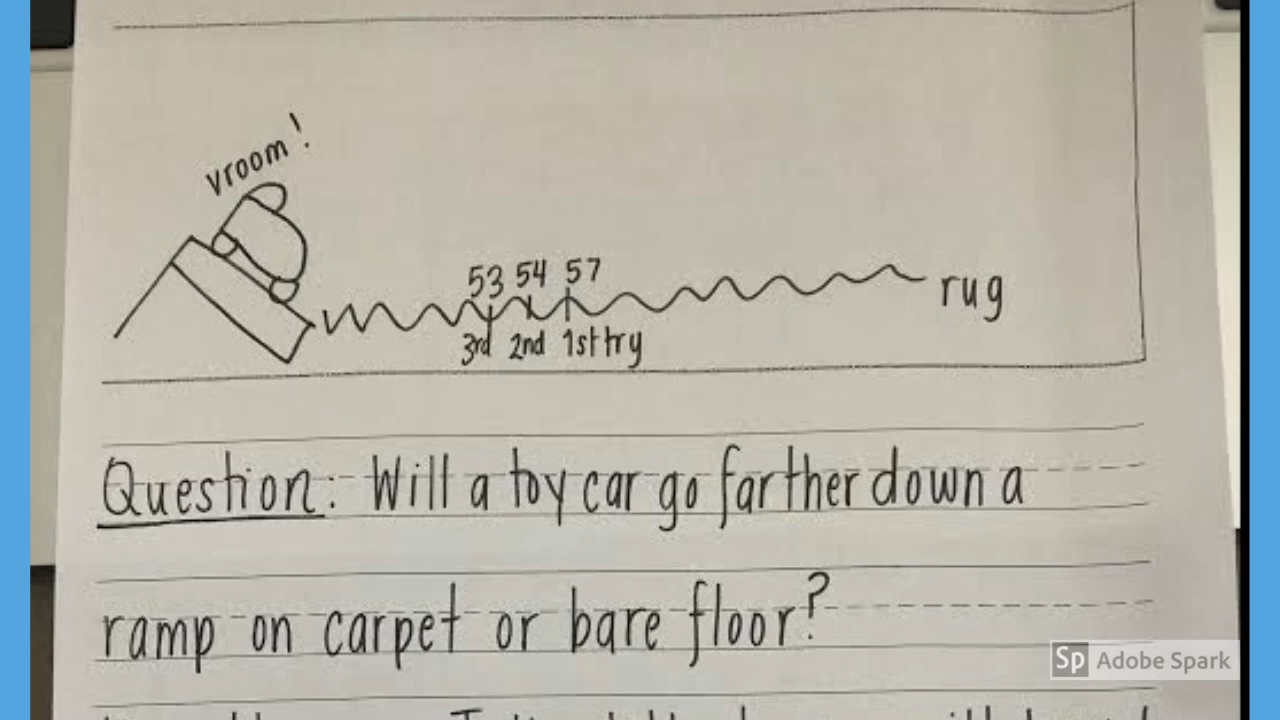 vroom!
53 54 57
rug
3rd 2nd 1st try
Question: Will a toy car go farther down a
ramp on carpet or bare floor?
Sp Adobe Spark